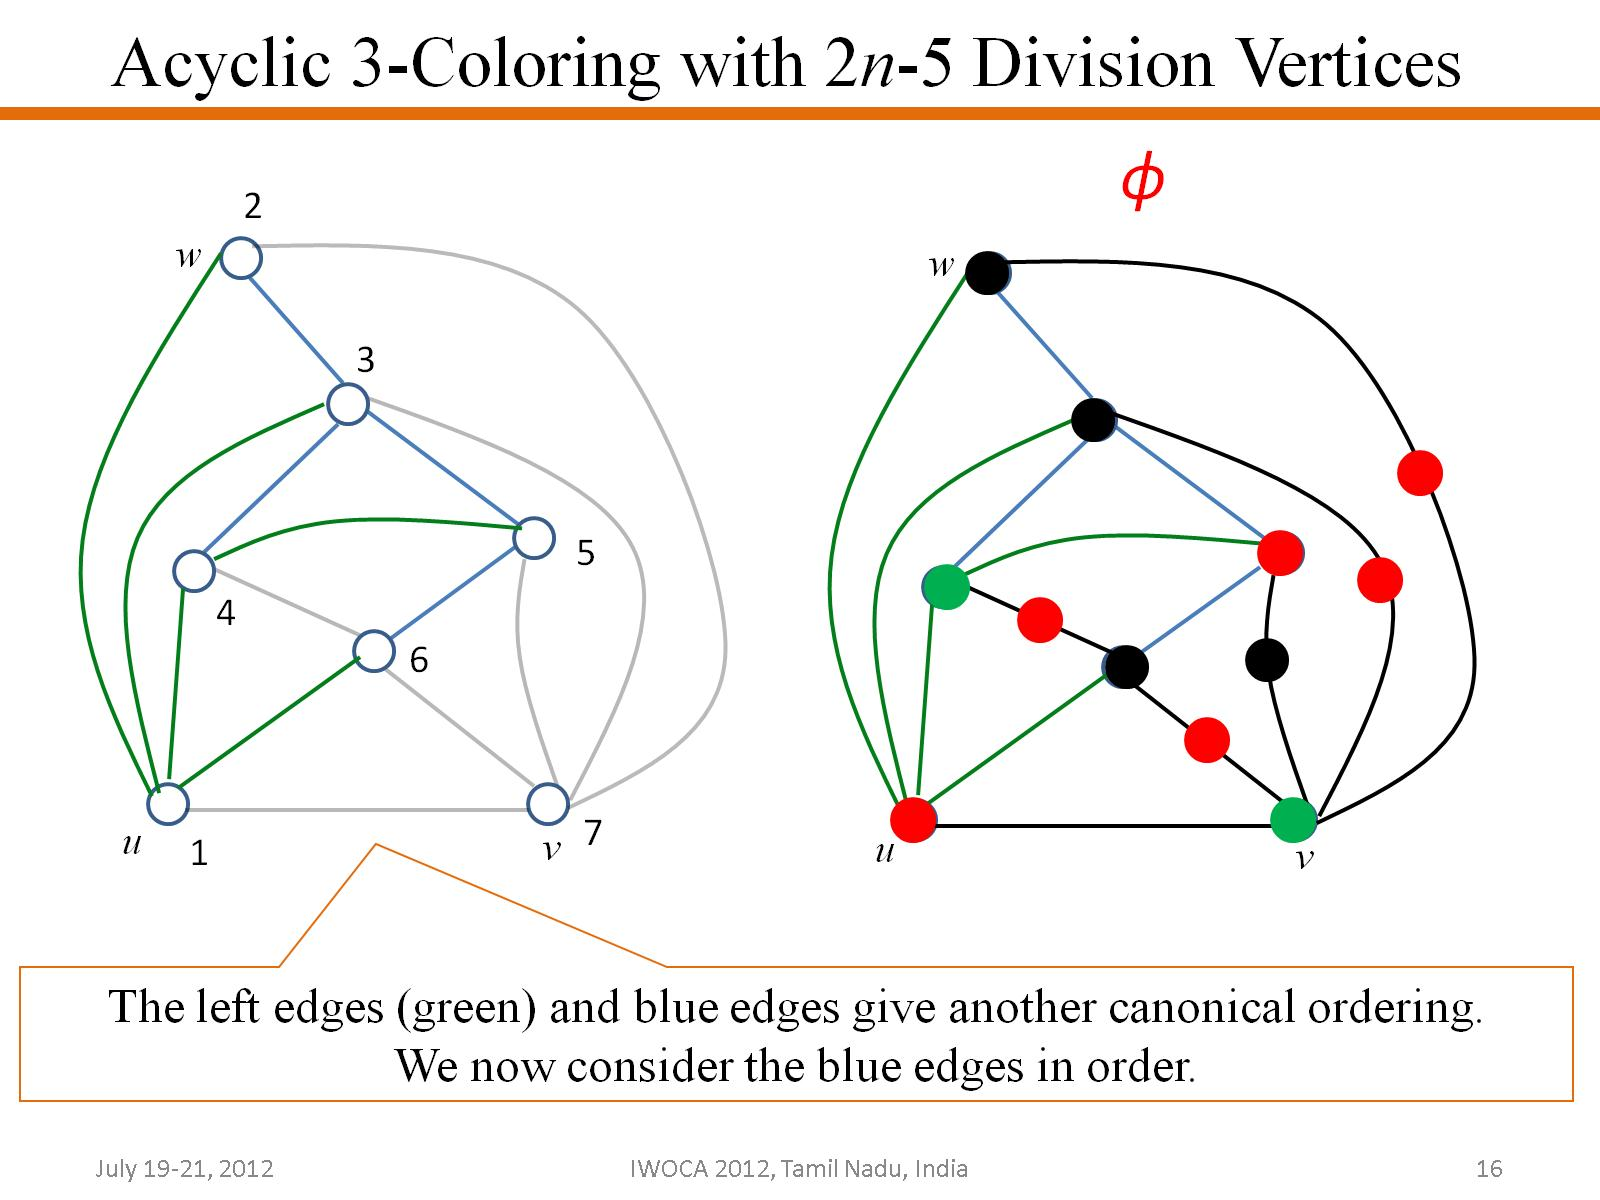 Acyclic 3-Coloring with 2n-5 Division Vertices
ϕ
2
w
3
4
5
6
u
1
v
7
w
u
v
The left edges (green) and blue edges give another canonical ordering.
We now consider the blue edges in order.
July 19-21, 2012
IWOCA 2012, Tamil Nadu, India
16